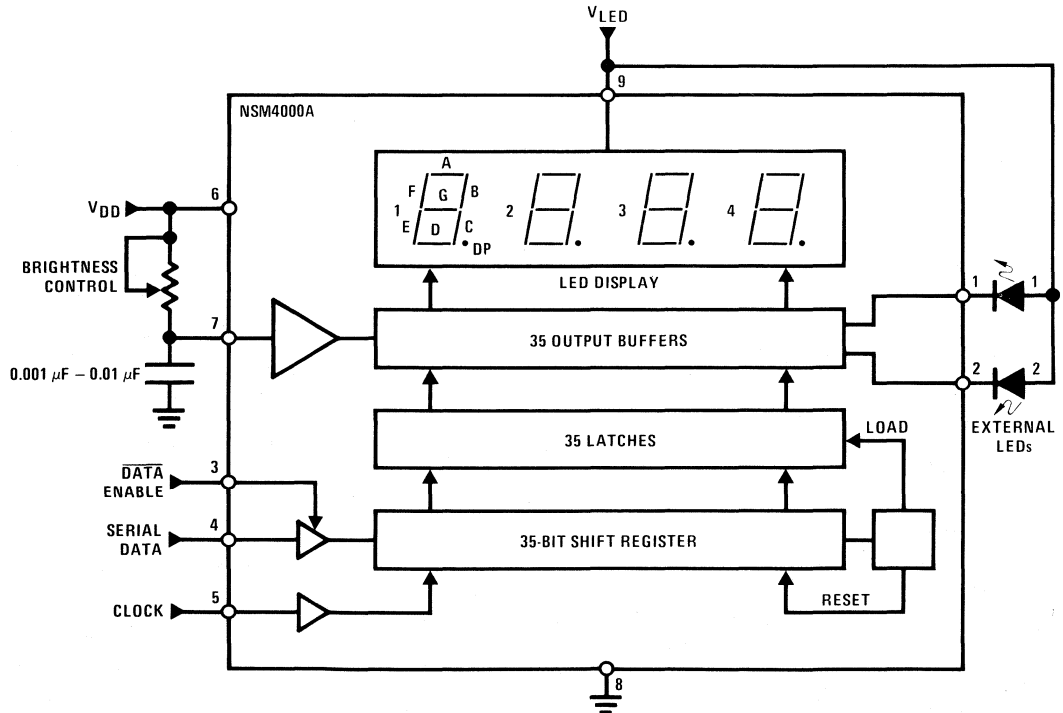 VLED
9
NSM4000A
A
F
G
B
1
E
D
C
DP
2
3
4
6
VDD
BRIGHTNESS
CONTROL
LED DISPLAY
7
35 OUTPUT BUFFERS
0.001 µF – 0.01 µF
1
1
2
2
EXTERNAL
LEDs
35 LATCHES
LOAD
DATA
ENABLE
3
SERIAL
DATA
4
35-BIT SHIFT REGISTER
CLOCK
5
RESET
8